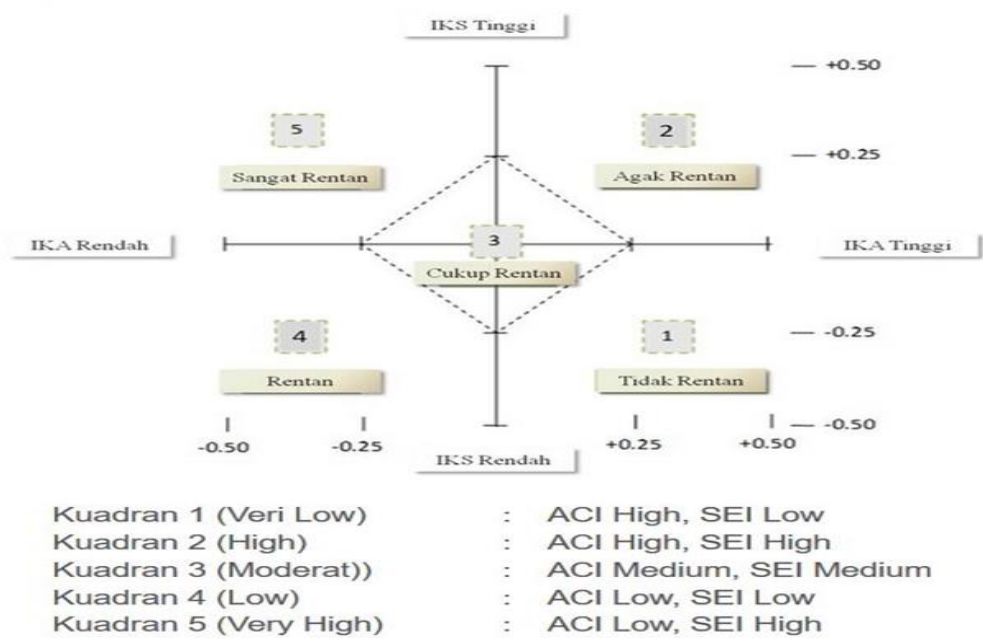 IKS Tinggi
+0.50
5
2
+0.25
Sangat Rentan
Agak Rentan
IKA Rendah
3
IKA Tinggi
Cukup Rentan
4
1
-0.25
Rentan
Tidak Rentan
-0.50
-0.25
+0.25
+0.50
-0.50
IKS Rendah
Kuadran 1 (Veri Low) : ACI High, SEI Low
Kuadran 2 (High) : ACI High, SEI High
Kuadran 3 (Moderat)) : ACI Medium, SEI Medium
Kuadran 4 (Low) : ACI Low, SEI Low
Kuadran 5 (Very High) : ACI Low, SEI High